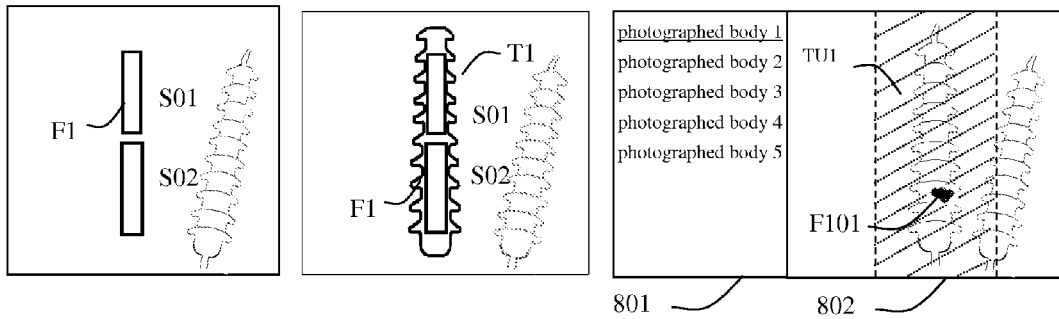 F1
S01
S02
T1
S01
S02
F1
photographed body 1
photographed body 2
photographed body 3
photographed body 4
photographed body 5
TU1
F101
801
802